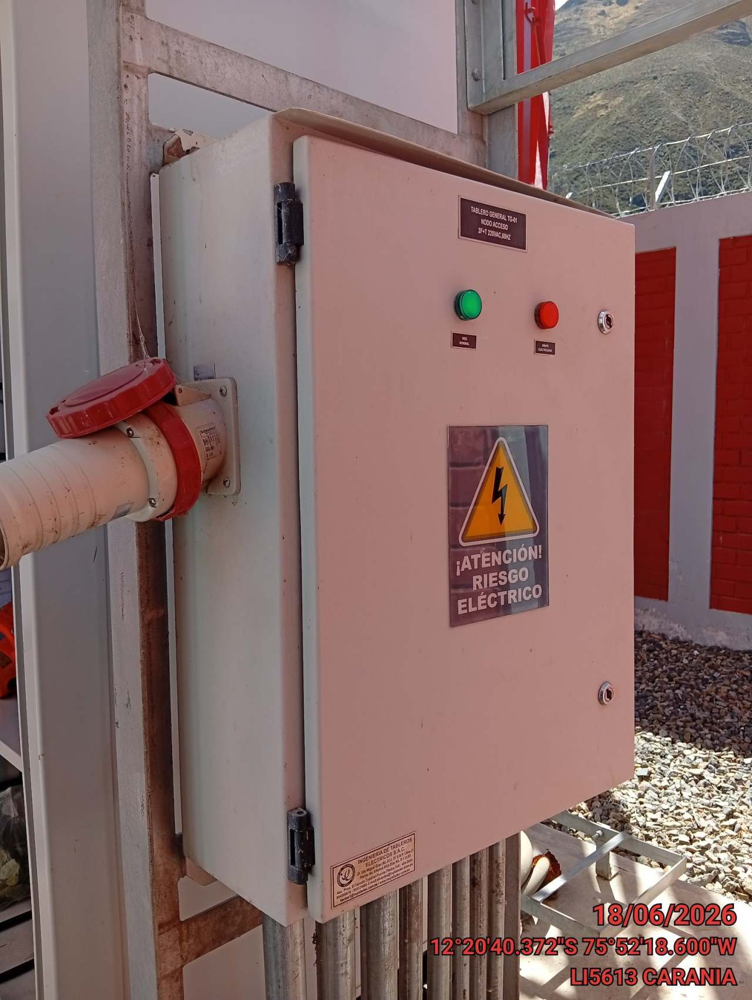 TABLERO GENERAL TG-01
NODO ACCESO
2F+T 220VAC,60HZ
RED
NORMAL
GRUPO
ELECTROGENO
Schneider
¡ATENCIÓN!
RIESGO
ELÉCTRICO
INGENIERIA DE TABLEROS
ELECTRICOS S.A.C.
18/06/2026
12°20'40.372"S 75°52'18.600"W
LI5613 CARANIA